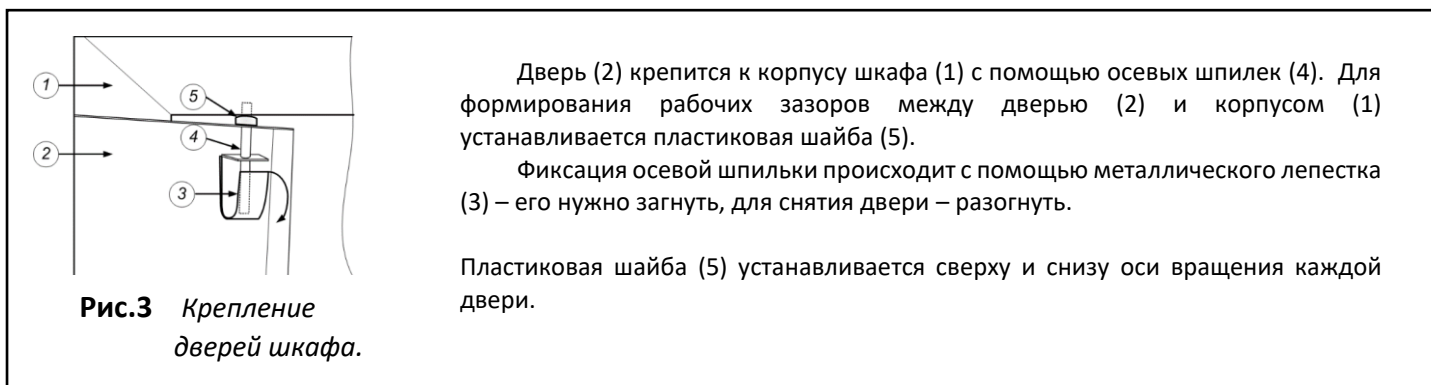 1
2
5
4
3
Рис.3 Крепление
дверей шкафа.
Дверь (2) крепится к корпусу шкафа (1) с помощью осевых шпилек (4). Для
формирования рабочих зазоров между дверью (2) и корпусом (1)
устанавливается пластиковая шайба (5).
Фиксация осевой шпильки происходит с помощью металлического лепестка
(3) – его нужно загнуть, для снятия двери – разогнуть.
Пластиковая шайба (5) устанавливается сверху и снизу оси вращения каждой
двери.